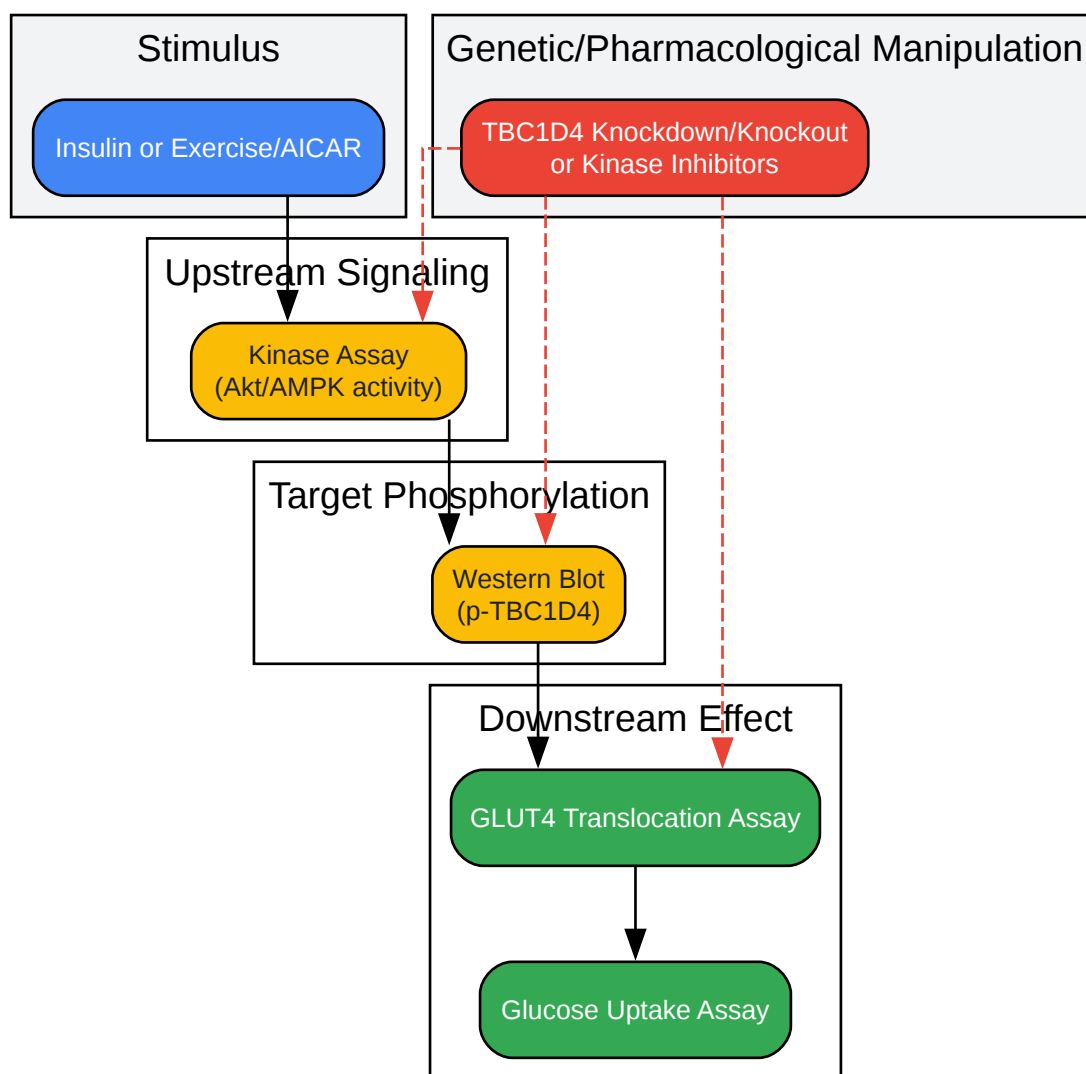 Stimulus
Genetic/Pharmacological Manipulation
Insulin or Exercise/AICAR
TBC1D4 Knockdown/Knockout
or Kinase Inhibitors
Upstream Signaling
Kinase Assay
(Akt/AMPK activity)
Target Phosphorylation
Western Blot
(p-TBC1D4)
Downstream Effect
GLUT4 Translocation Assay
Glucose Uptake Assay